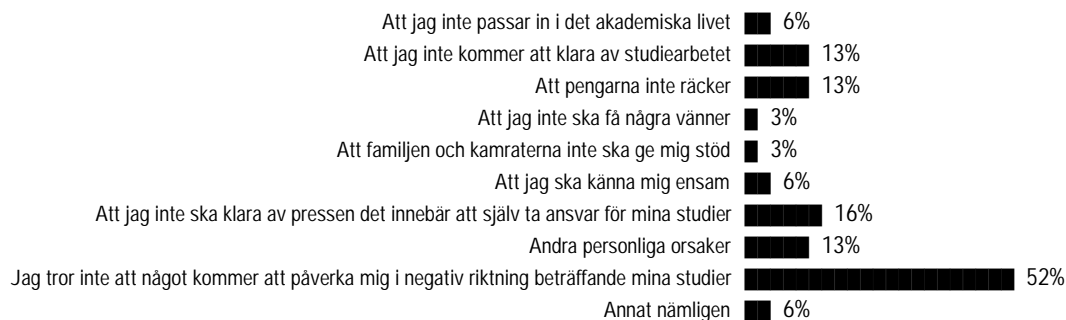 Att jag inte passar in i det akademiska livet 6%
Att jag inte kommer att klara av studiearbetet 13%
Att pengarna inte räcker 13%
Att jag inte ska få några vänner 3%
Att familjen och kamraterna inte ska ge mig stöd 3%
Att jag ska känna mig ensam 6%
Att jag inte ska klara av pressen det innebär att själv ta ansvar för mina studier 16%
Andra personliga orsaker 13%
Jag tror inte att något kommer att påverka mig i negativ riktning beträffande mina studier 52%
Annat nämligen 6%